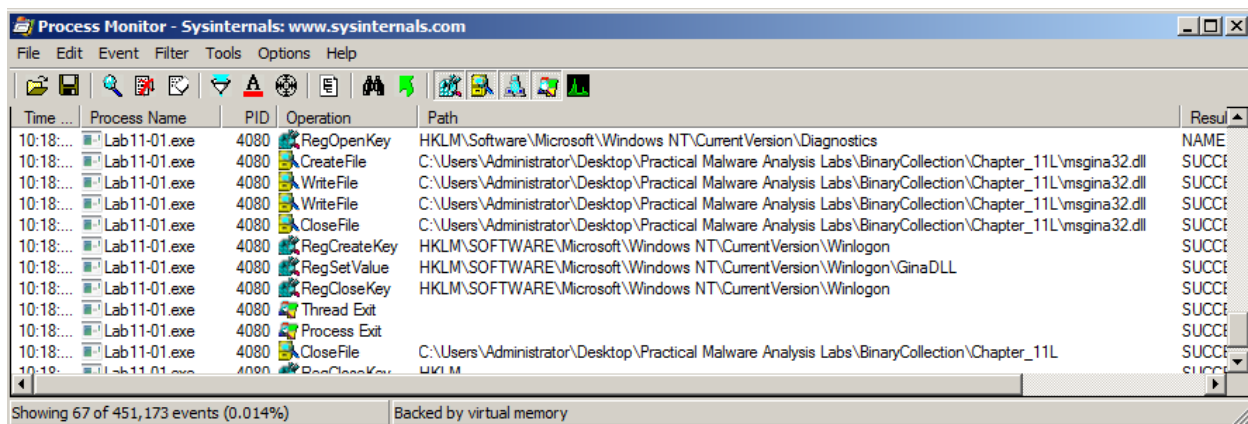 Process Monitor - Sysinternals: www.sysinternals.com
File Edit Event Filter Tools Options Help
Time ... Process Name PID Operation Path Resul
10:18:... Lab11-01.exe 4080 RegOpenKey HKLM\Software\Microsoft\Windows NT\CurrentVersion\Diagnostics NAME
10:18:... Lab11-01.exe 4080 CreateFile C:\Users\Administrator\Desktop\Practical Malware Analysis Labs\BinaryCollection\Chapter_11L\msgina32.dll SUCCE
10:18:... Lab11-01.exe 4080 WriteFile C:\Users\Administrator\Desktop\Practical Malware Analysis Labs\BinaryCollection\Chapter_11L\msgina32.dll SUCCE
10:18:... Lab11-01.exe 4080 WriteFile C:\Users\Administrator\Desktop\Practical Malware Analysis Labs\BinaryCollection\Chapter_11L\msgina32.dll SUCCE
10:18:... Lab11-01.exe 4080 CloseFile C:\Users\Administrator\Desktop\Practical Malware Analysis Labs\BinaryCollection\Chapter_11L\msgina32.dll SUCCE
10:18:... Lab11-01.exe 4080 RegCreateKey HKLM\SOFTWARE\Microsoft\Windows NT\CurrentVersion\Winlogon SUCCE
10:18:... Lab11-01.exe 4080 RegSetValue HKLM\SOFTWARE\Microsoft\Windows NT\CurrentVersion\Winlogon\GinaDLL SUCCE
10:18:... Lab11-01.exe 4080 RegCloseKey HKLM\SOFTWARE\Microsoft\Windows NT\CurrentVersion\Winlogon SUCCE
10:18:... Lab11-01.exe 4080 Thread Exit SUCCE
10:18:... Lab11-01.exe 4080 Process Exit SUCCE
10:18:... Lab11-01.exe 4080 CloseFile C:\Users\Administrator\Desktop\Practical Malware Analysis Labs\BinaryCollection\Chapter_11L SUCCE
10:18:... Lab11-01.exe 4080 RegCloseKey HKLM SUCCE
Showing 67 of 451,173 events (0.014%) Backed by virtual memory